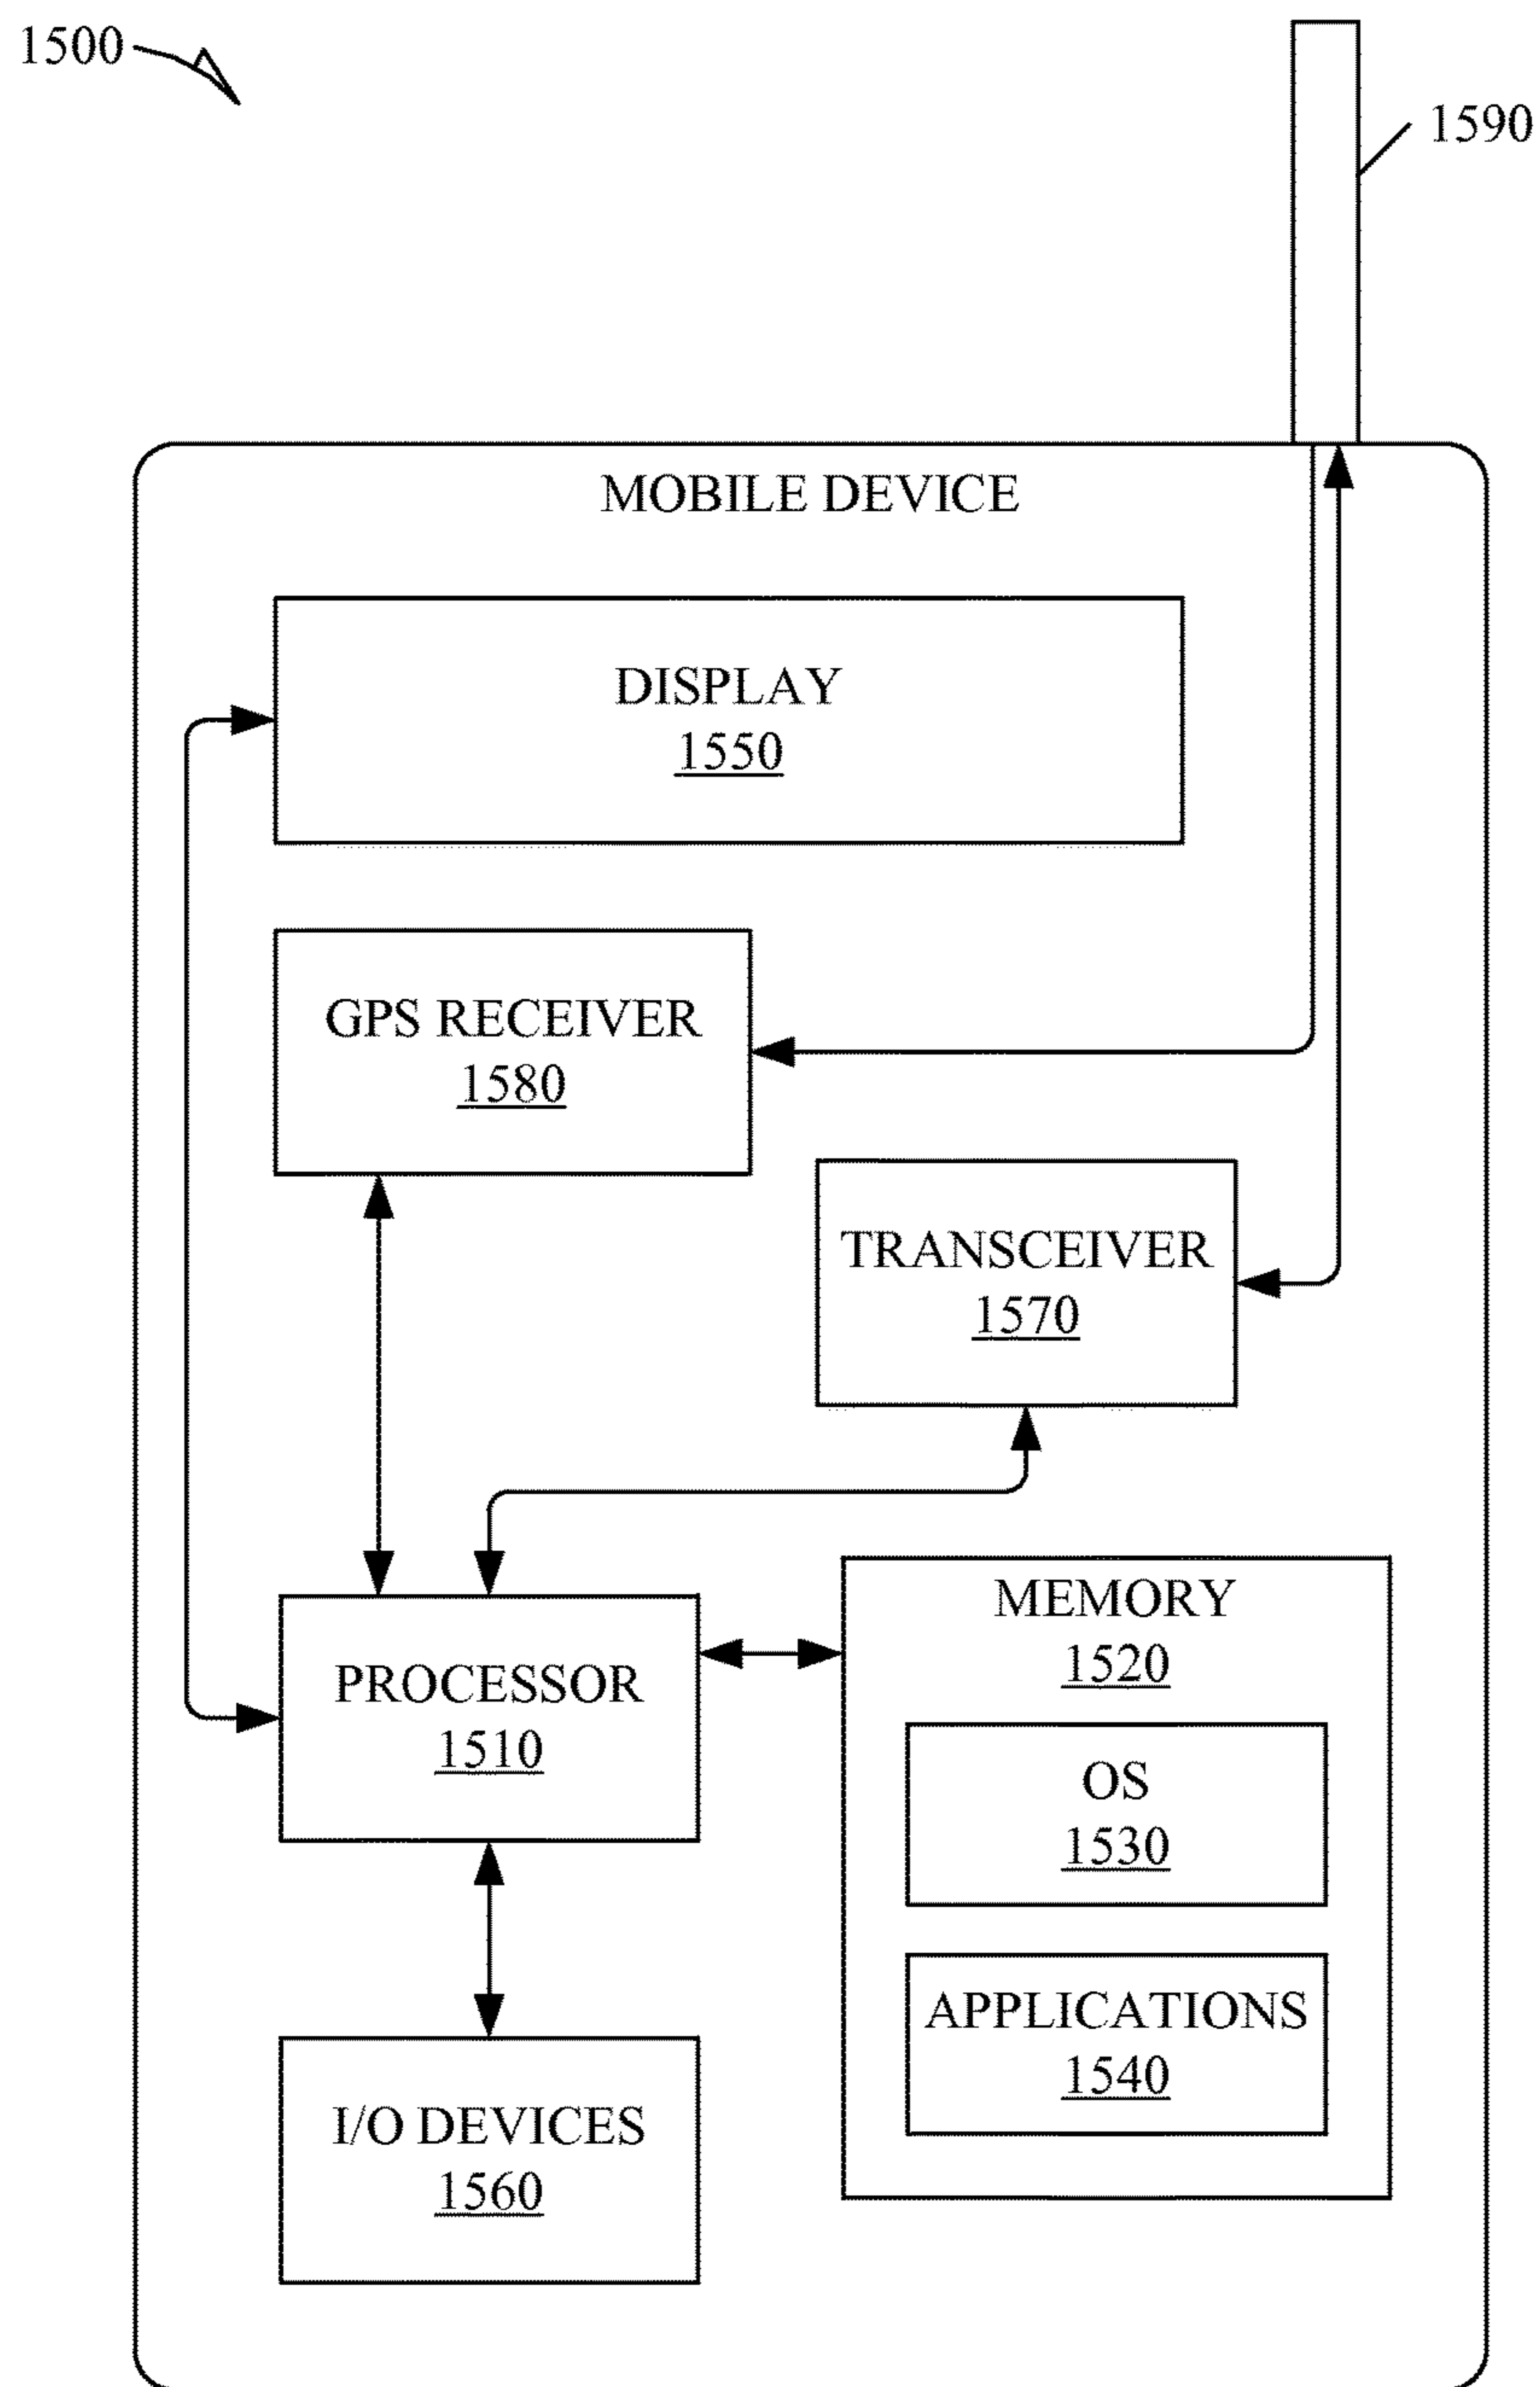 1500
1590
MOBILE DEVICE
DISPLAY
1550
GPS RECEIVER
1580
TRANSCEIVER
1570
MEMORY
1520
PROCESSOR
1510
OS
1530
APPLICATIONS
1540
I/O DEVICES
1560